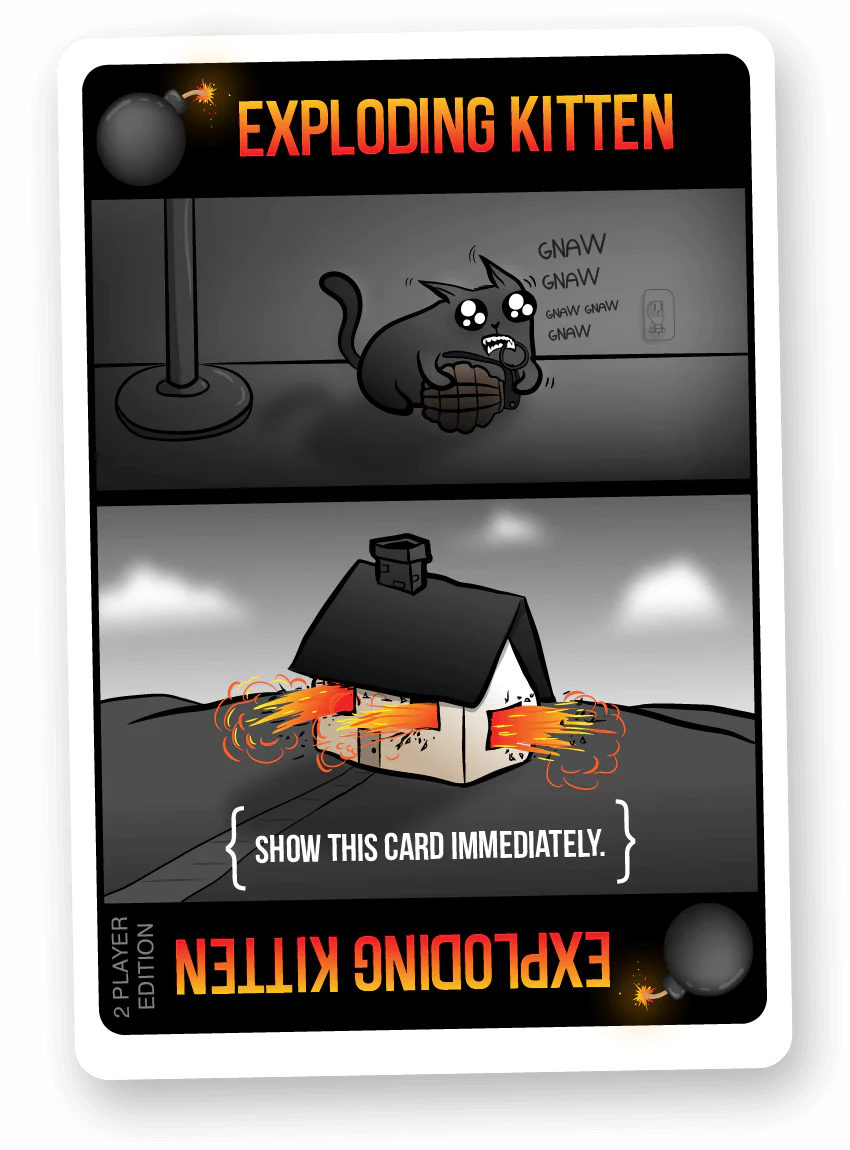 EXPLODING KITTEN
GNAW
GNAW
GNAW GNAW
GNAW
{ SHOW THIS CARD IMMEDIATELY. }
2 PLAYER
EDITION
EXPLODING KITTEN